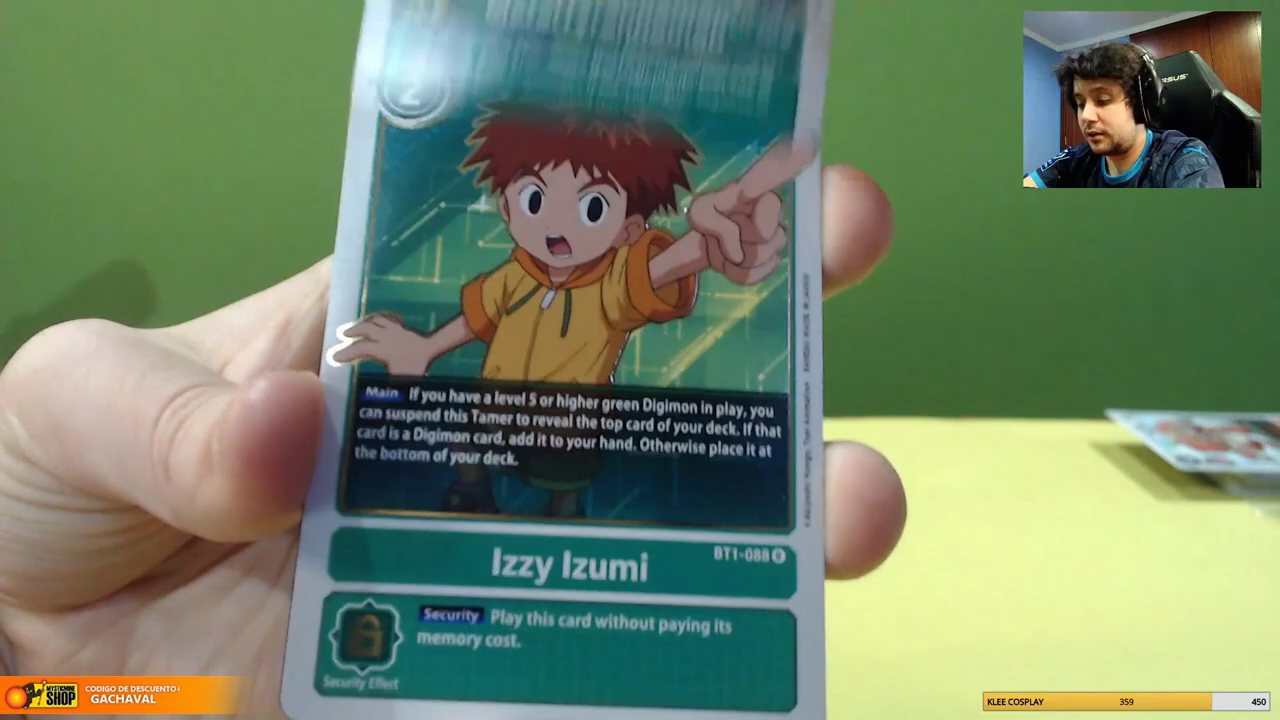 2
RSUS
Main If you have a level 5 or higher green Digimon in play, you
can suspend this Tamer to reveal the top card of your deck. If that
card is a Digimon card, add it to your hand. Otherwise place it at
the bottom of your deck.
Izzy Izumi
BT1-088 R
Security Play this card without paying its
memory cost.
Security Effect
MYSTICMINE
SHOP
CODIGO DE DESCUENTO:
GACHAVAL
KLEE COSPLAY 359 450